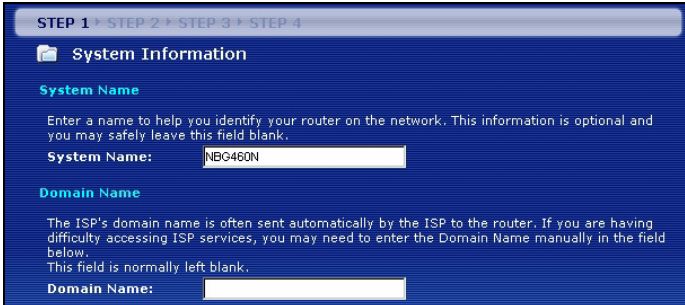 STEP 1 › STEP 2 › STEP 3 › STEP 4
System Information
System Name
Enter a name to help you identify your router on the network. This information is optional and
you may safely leave this field blank.
System Name: NBG460N
Domain Name
The ISP's domain name is often sent automatically by the ISP to the router. If you are having
difficulty accessing ISP services, you may need to enter the Domain Name manually in the field
below.
This field is normally left blank.
Domain Name: